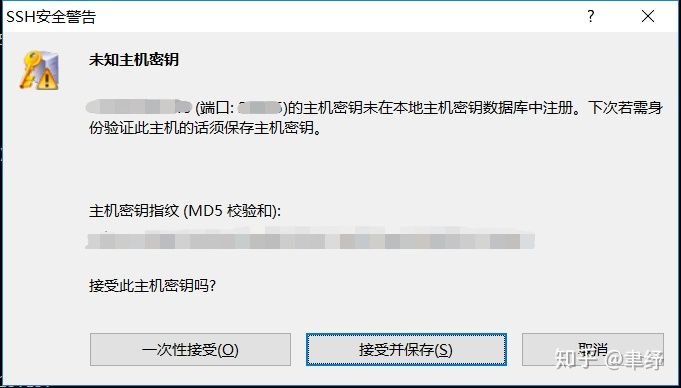 SSH安全警告
未知主机密钥
(端口: )的主机密钥未在本地主机密钥数据库中注册。下次若需身
份验证此主机的话须保存主机密钥。
主机密钥指纹 (MD5 校验和):
接受此主机密钥吗?
一次性接受(O) 接受并保存(S) 取消
知乎 @聿纾